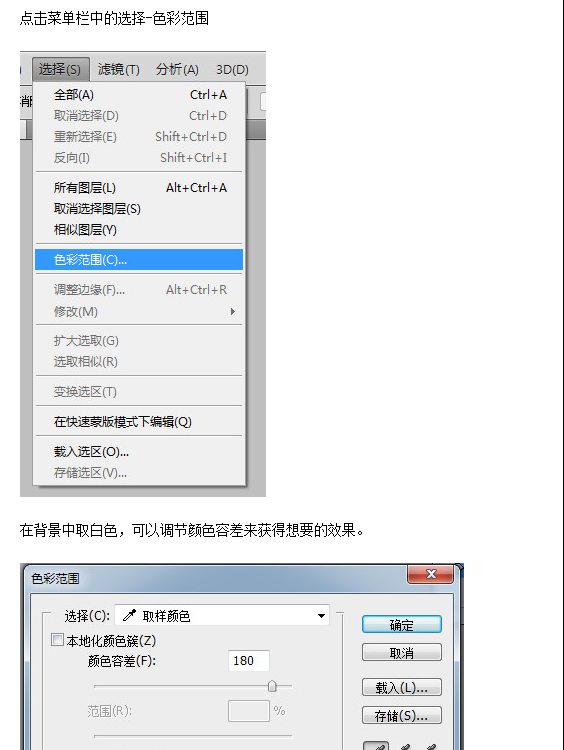 点击菜单栏中的选择-色彩范围
) 选择(S) 滤镜(T) 分析(A) 3D(D)
全部(A) Ctrl+A
取消选择(D) Ctrl+D
重新选择(E) Shift+Ctrl+D
反向(I) Shift+Ctrl+I
所有图层(L) Alt+Ctrl+A
取消选择图层(S)
相似图层(Y)
色彩范围(C)...
调整边缘(F)... Alt+Ctrl+R
修改(M)
扩大选取(G)
选取相似(R)
变换选区(T)
在快速蒙版模式下编辑(Q)
载入选区(O)...
存储选区(V)...
在背景中取白色，可以调节颜色容差来获得想要的效果。
色彩范围
选择(C): 取样颜色 确定
本地化颜色簇(Z)
颜色容差(F): 180 取消
载入(L)...
范围(R): % 存储(S)...